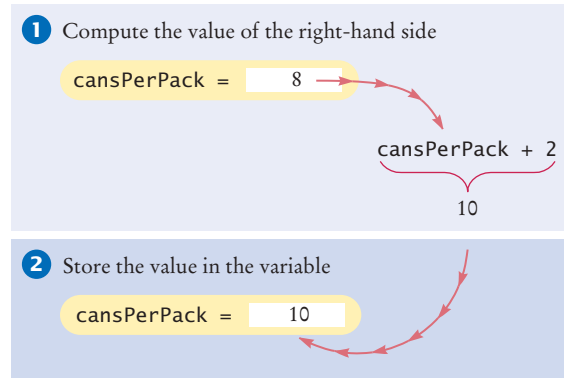 1 Compute the value of the right-hand side
cansPerPack = 8
cansPerPack + 2
10
2 Store the value in the variable
cansPerPack = 10